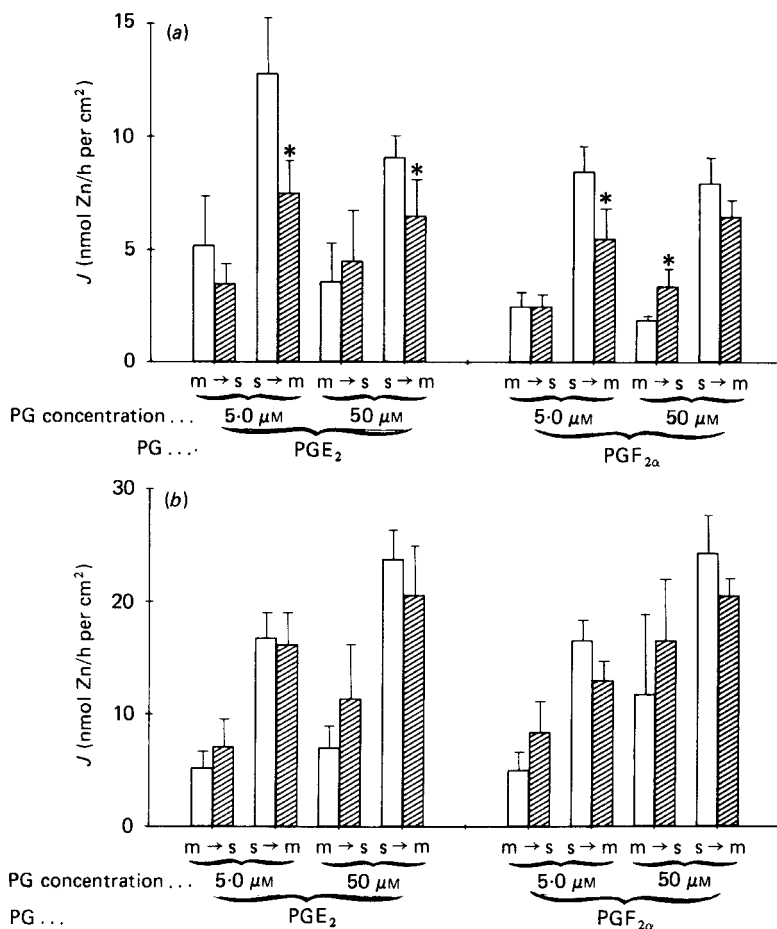 15
(a)
*
*
10
*
*
5
0
J (nmol Zn/h per cm²)
m → s s → m m → s s → m m → s s → m m → s s → m
PG concentration . . . 5·0 μM 50 μM 5·0 μM 50 μM
PG . . . . PGE₂ PGF₂α
30
(b)
20
10
0
J (nmol Zn/h per cm²)
m → s s → m m → s s → m m → s s → m m → s s → m
PG concentration . . . 5·0 μM 50 μM 5·0 μM 50 μM
PG . . . PGE₂ PGF₂α